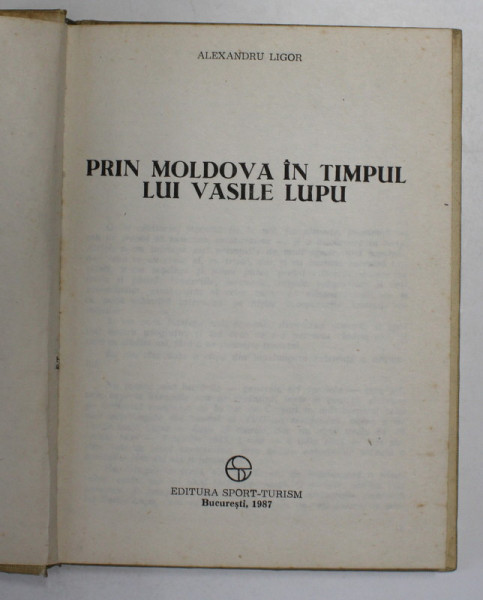 ALEXANDRU LIGOR
PRIN MOLDOVA ÎN TIMPUL
LUI VASILE LUPU
EDITURA SPORT-TURISM
București, 1987